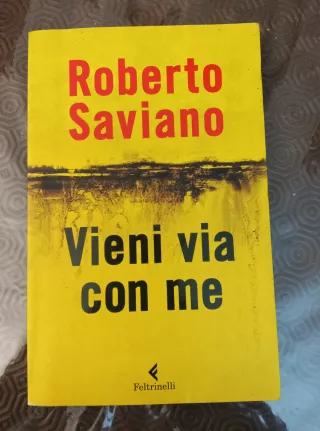 Roberto
Saviano
Vieni via
con me
Feltrinelli